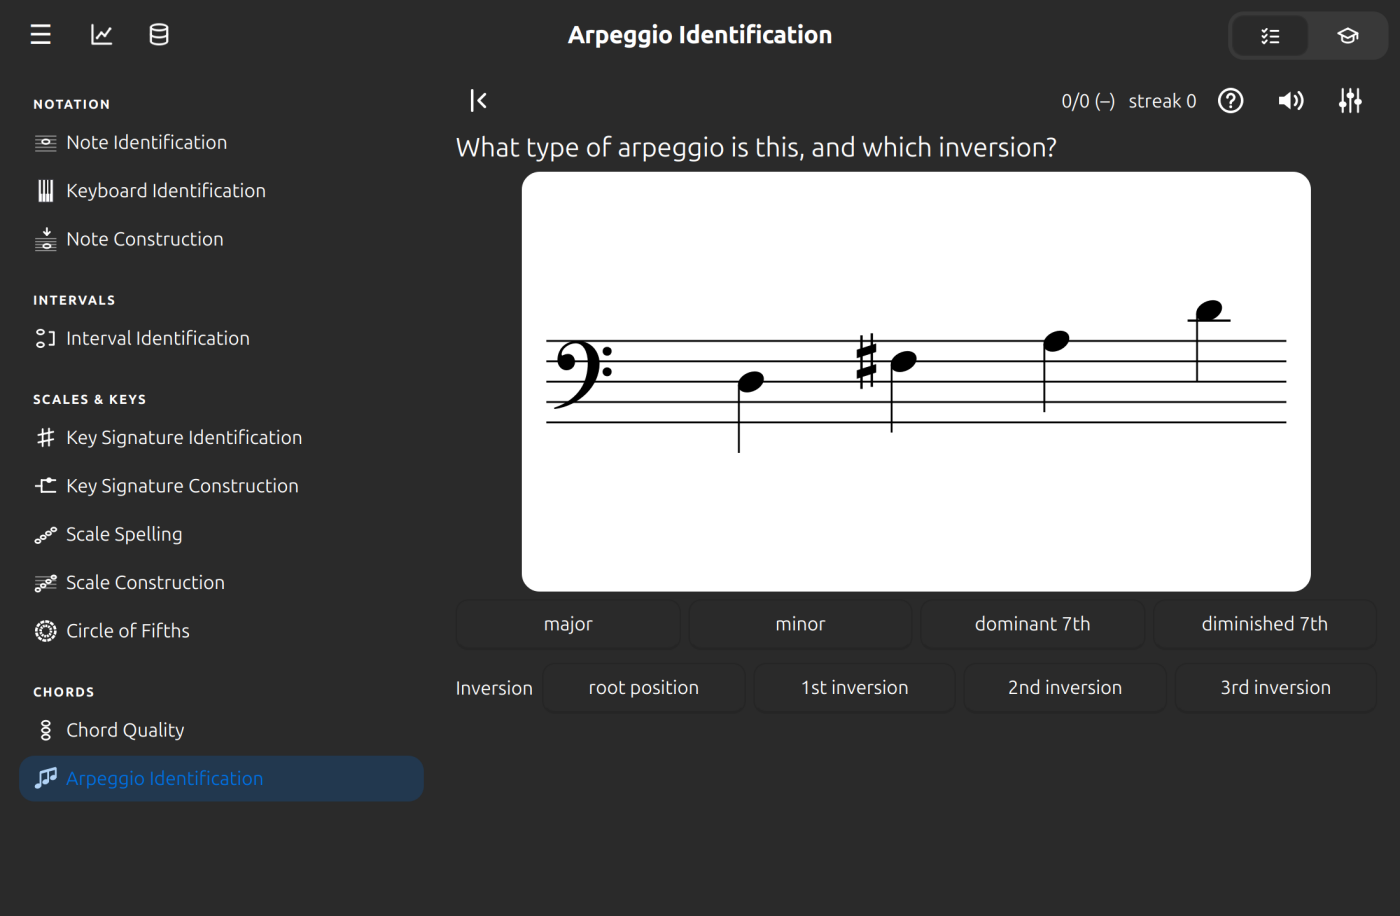 Arpeggio Identification
NOTATION
Note Identification
Keyboard Identification
Note Construction
INTERVALS
Interval Identification
SCALES & KEYS
Key Signature Identification
Key Signature Construction
Scale Spelling
Scale Construction
Circle of Fifths
CHORDS
Chord Quality
Arpeggio Identification
0/0 (–) streak 0
What type of arpeggio is this, and which inversion?
major minor dominant 7th diminished 7th
Inversion root position 1st inversion 2nd inversion 3rd inversion